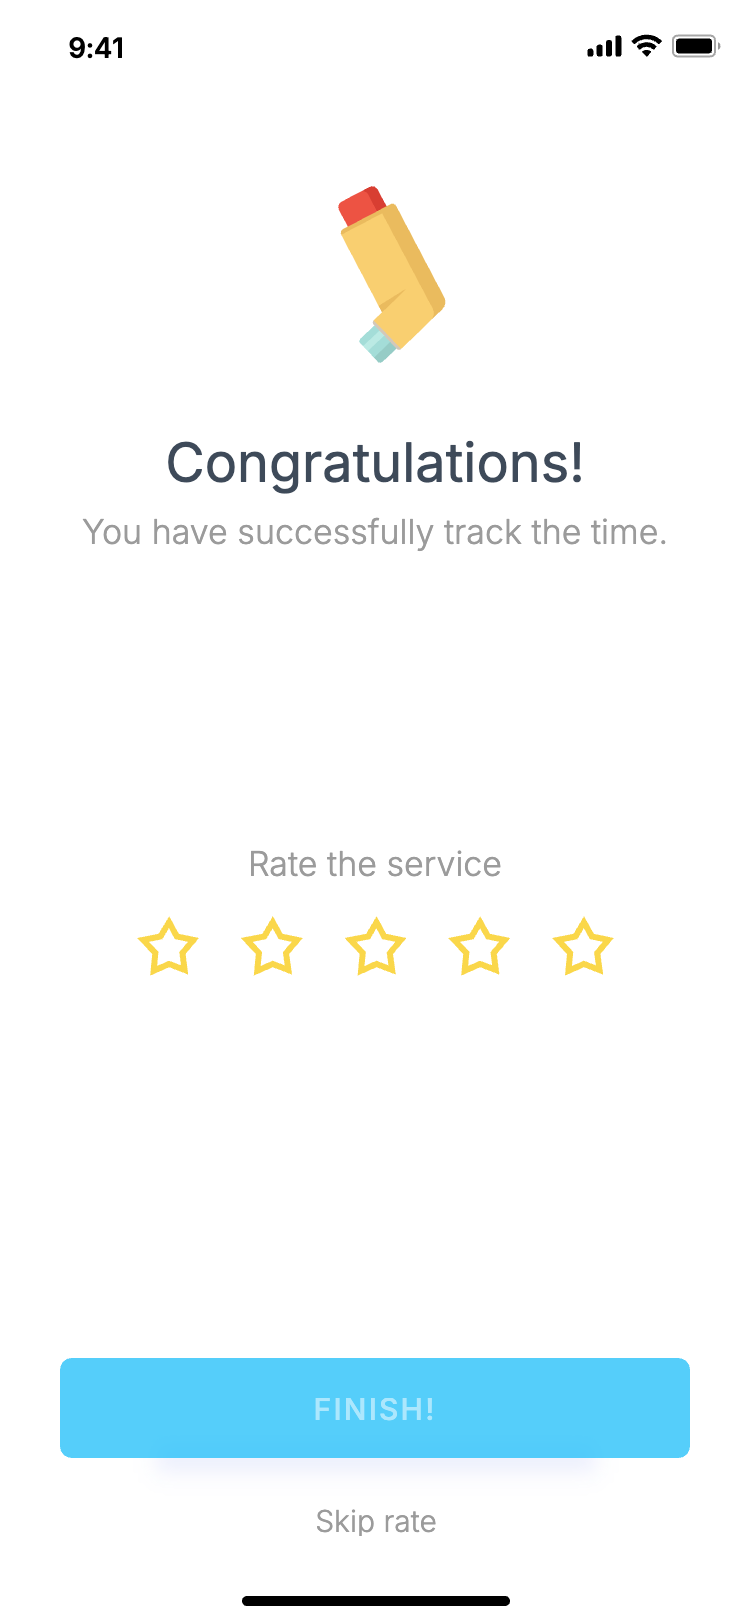 9:41
Congratulations!
You have successfully track the time.
Rate the service
FINISH!
Skip rate